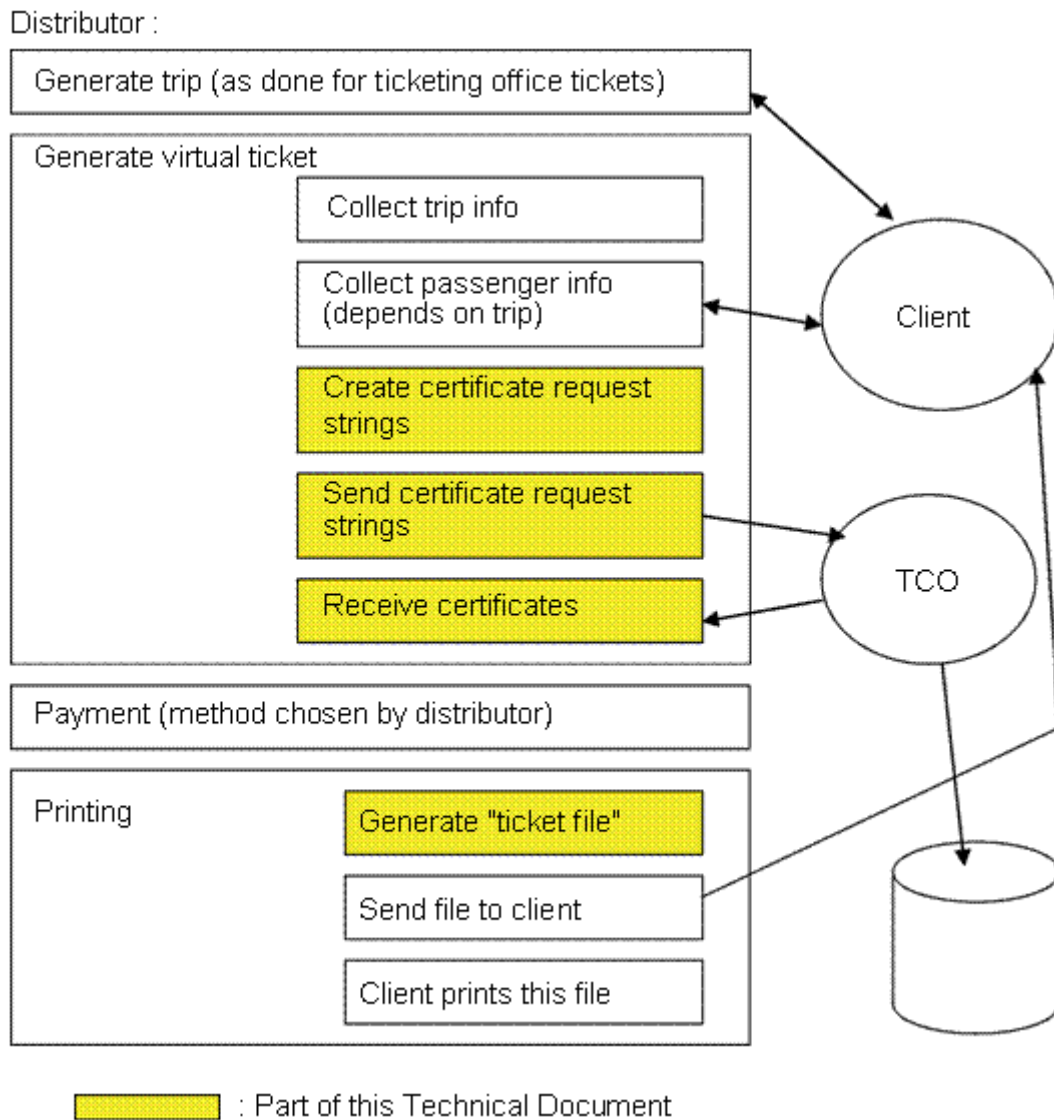 Distributor :
Generate trip (as done for ticketing office tickets)
Generate virtual ticket
Collect trip info
Collect passenger info
(depends on trip)
Client
Create certificate request
strings
Send certificate request
strings
TCO
Receive certificates
Payment (method chosen by distributor)
Printing
Generate "ticket file"
Send file to client
Client prints this file
: Part of this Technical Document